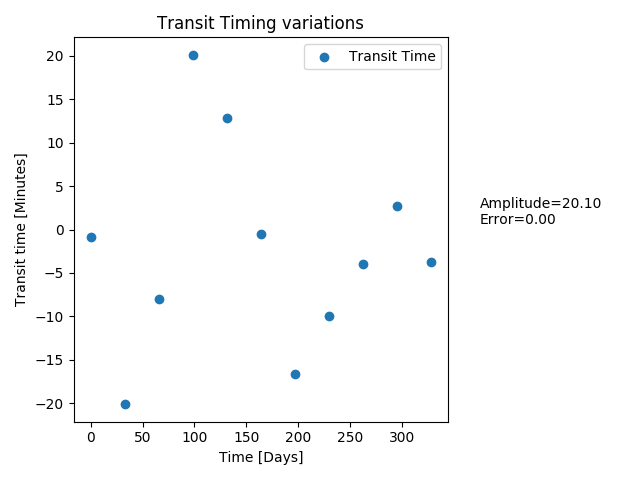 Transit Timing variations
Transit Time
Transit time [Minutes]
20
15
10
5
0
−5
−10
−15
−20
0
50
100
150
200
250
300
Time [Days]
Amplitude=20.10
Error=0.00